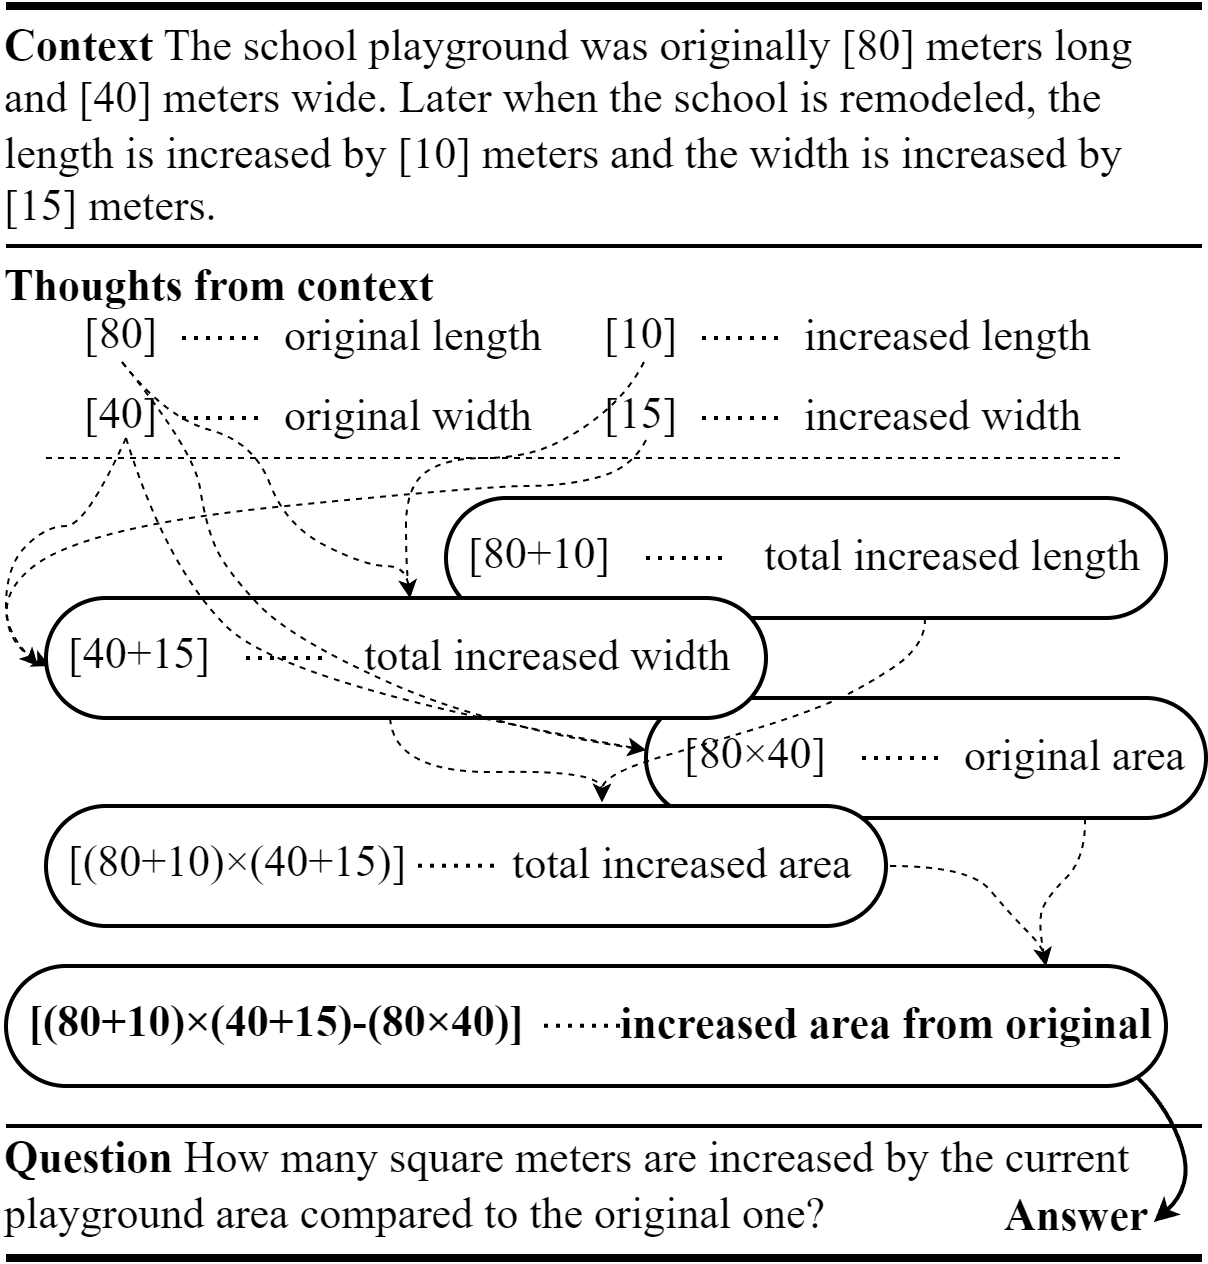 Context The school playground was originally [80] meters long
and [40] meters wide. Later when the school is remodeled, the
length is increased by [10] meters and the width is increased by
[15] meters.
Thoughts from context
[80] ······· original length [10] ······· increased length
[40] ······· original width [15] ······· increased width
[80+10] ······· total increased length
[40+15] ······· total increased width
[80×40] ······· original area
[(80+10)×(40+15)] ······· total increased area
[(80+10)×(40+15)-(80×40)] ·······increased area from original
Question How many square meters are increased by the current
playground area compared to the original one?
Answer